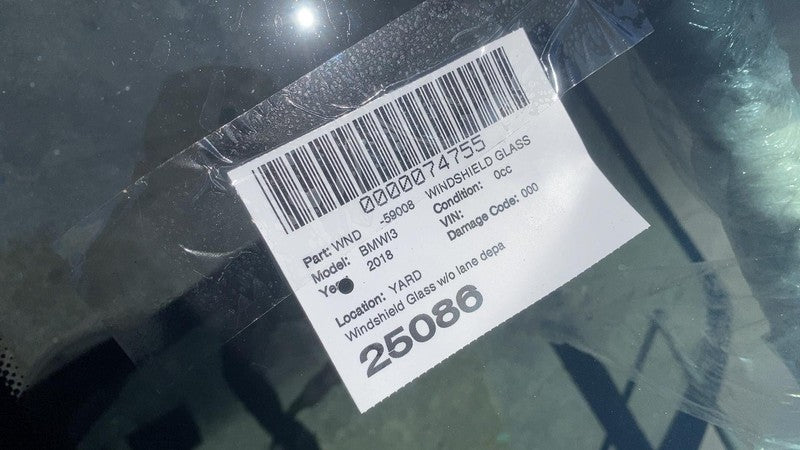 0000074755
Part: WND -59008 WINDSHIELD GLASS
Model: BMWI3 Condition: 0cc
2018 VIN:
Damage Code: 000
Location: YARD
Windshield Glass w/o lane depa
25086